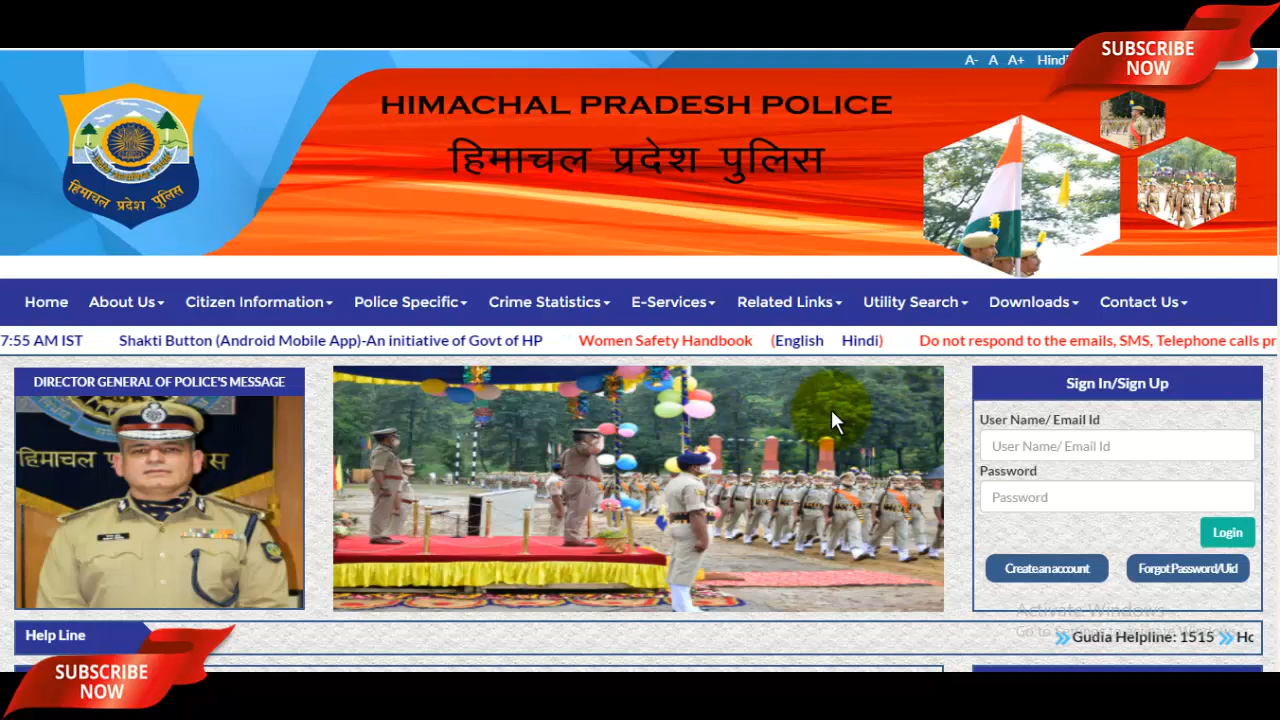 SUBSCRIBE
NOW
A- A A+ Hindi
HIMACHAL PRADESH POLICE
हिमाचल प्रदेश पुलिस
हिमाचल प्रदेश पुलिस
Home About Us Citizen Information Police Specific Crime Statistics E-Services Related Links Utility Search Downloads Contact Us
7:55 AM IST Shakti Button (Android Mobile App)-An initiative of Govt of HP Women Safety Handbook (English Hindi) Do not respond to the emails, SMS, Telephone calls pr
DIRECTOR GENERAL OF POLICE'S MESSAGE
हिमाचल
Sign In/Sign Up
User Name/ Email Id
User Name/ Email Id
Password
Password
Login
Create an account Forgot Password/Uid
Activate Windows
Help Line
Gudia Helpline: 1515 Ho
SUBSCRIBE
NOW